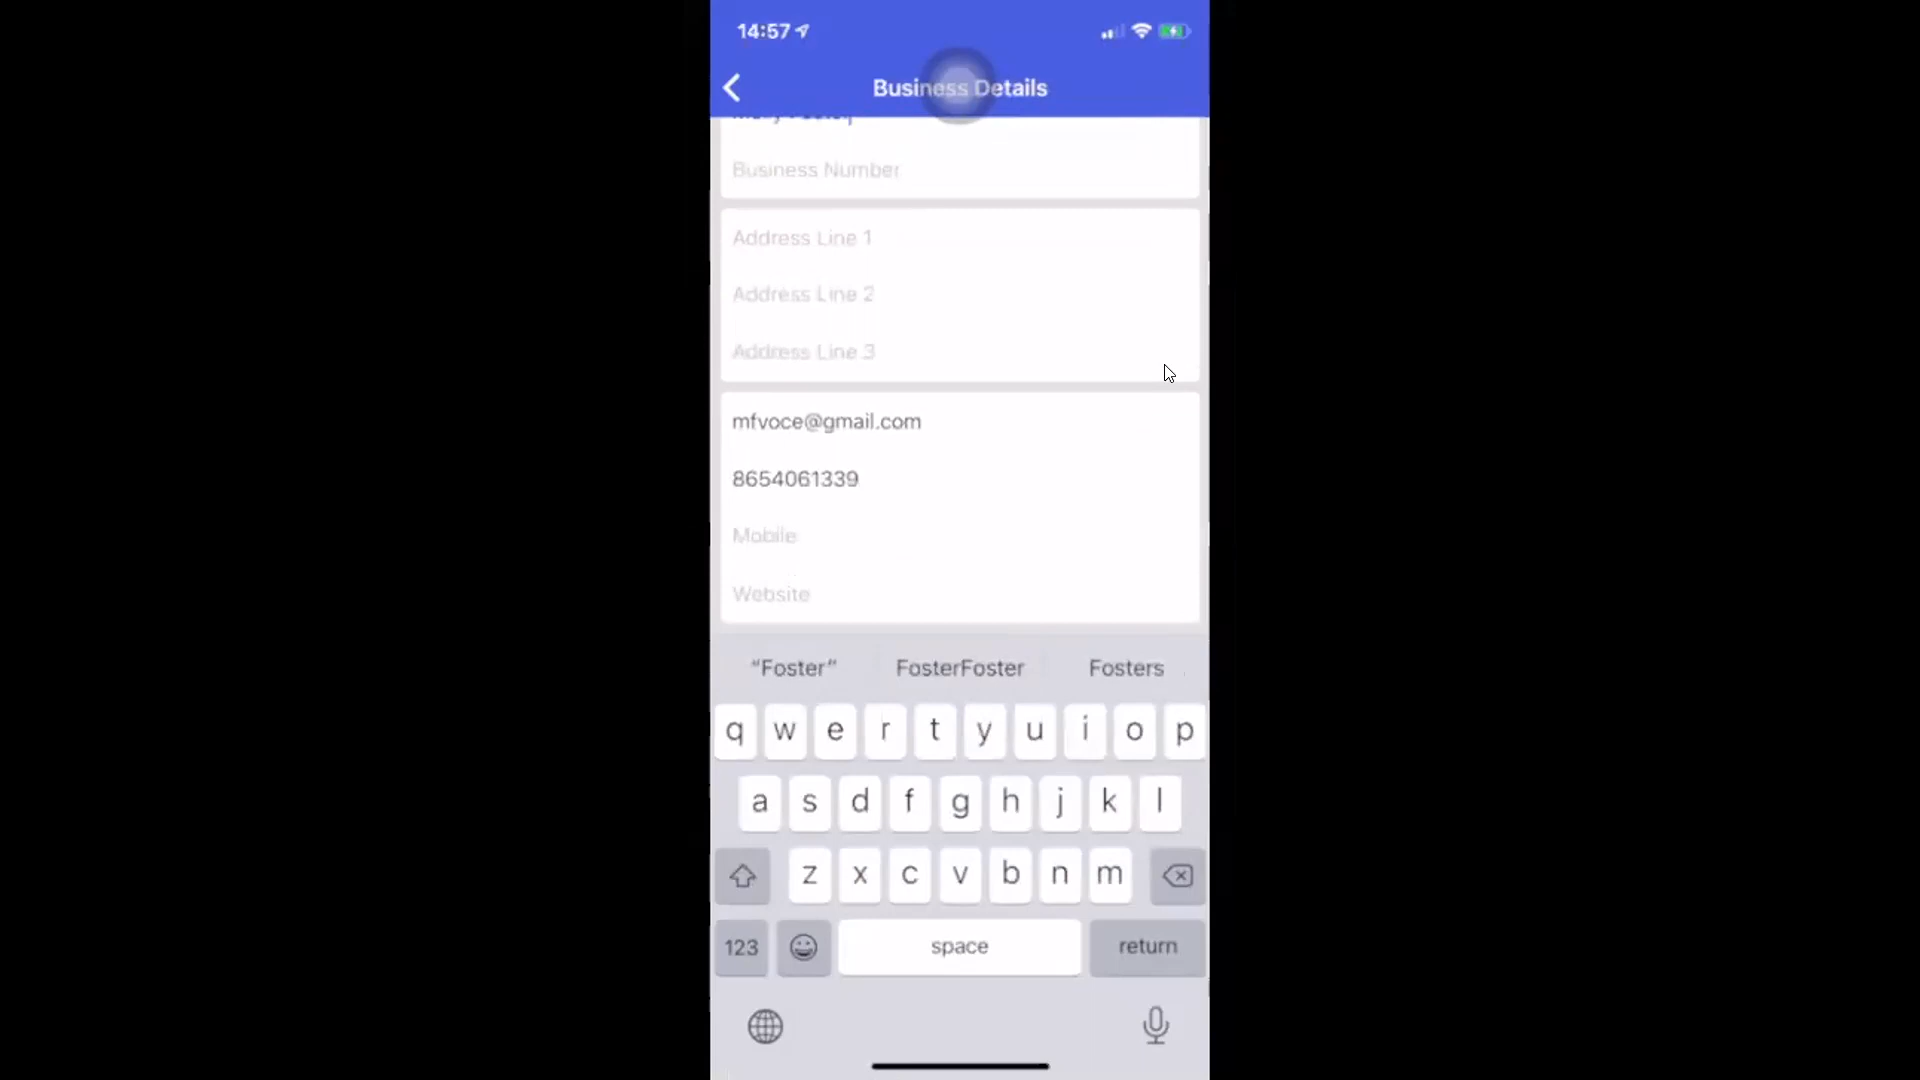 14:57
Business Details
Business Number
Address Line 1
Address Line 2
Address Line 3
mfvoce@gmail.com
8654061339
Mobile
Website
“Foster” FosterFoster Fosters
q w e r t y u i o p
a s d f g h j k l
z x c v b n m
123 space return